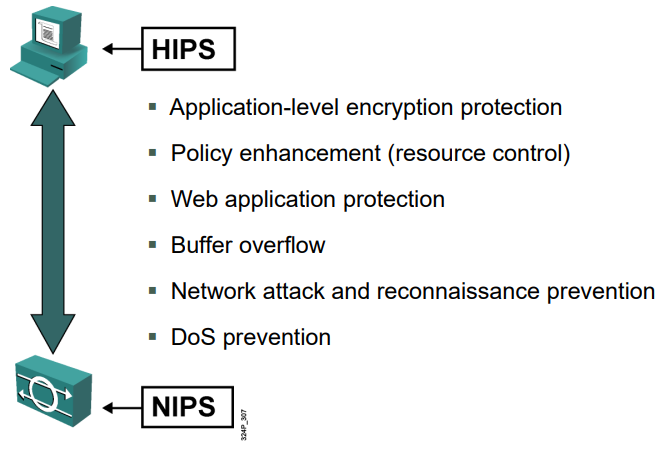 HIPS
▪ Application-level encryption protection
▪ Policy enhancement (resource control)
▪ Web application protection
▪ Buffer overflow
▪ Network attack and reconnaissance prevention
▪ DoS prevention
NIPS
324P_307